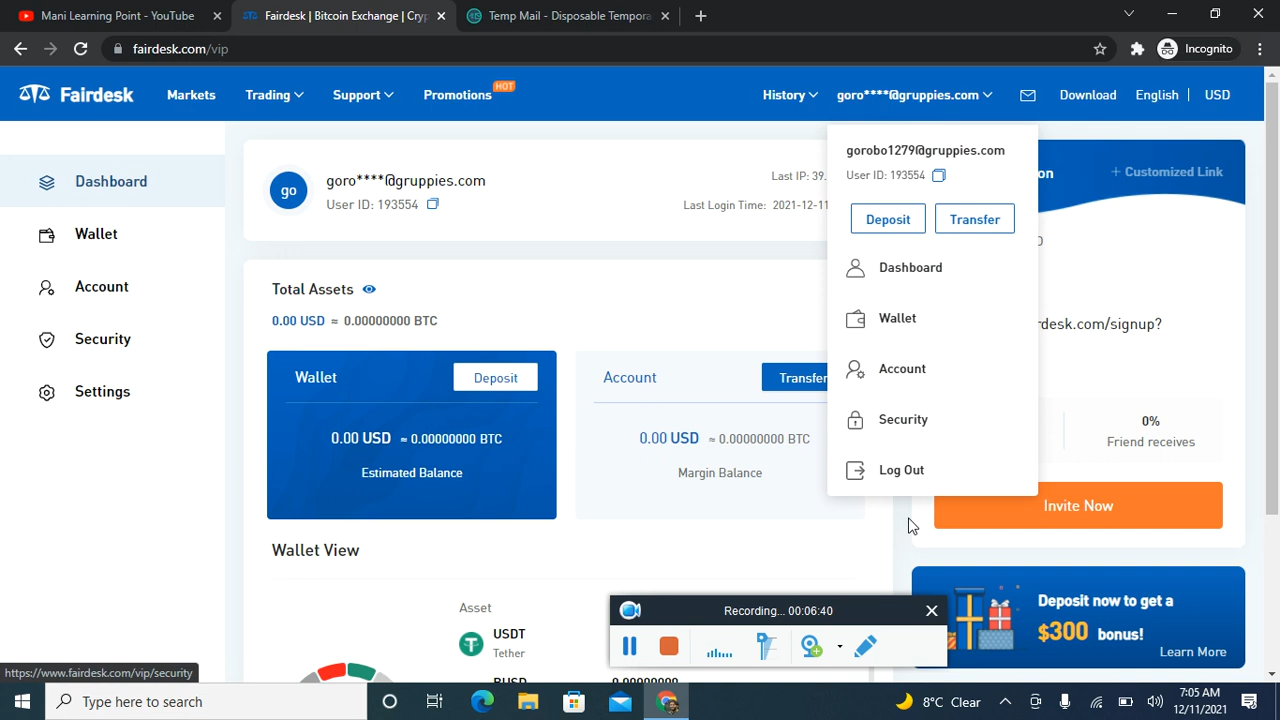 Mani Learning Point - YouTube
Fairdesk | Bitcoin Exchange | Cry
Temp Mail - Disposable Tempora
fairdesk.com/vip
Incognito
Fairdesk
Markets
Trading
Support
Promotions
HOT
History
goro****@gruppies.com
Download
English
USD
Dashboard
Wallet
Account
Security
Settings
go
goro****@gruppies.com
User ID: 193554
Last IP: 39.
Last Login Time: 2021-12-11
gorobo1279@gruppies.com
User ID: 193554
Deposit
Transfer
Dashboard
Wallet
Account
Security
Log Out
on
+ Customized Link
rdesk.com/signup?
0%
Friend receives
Invite Now
Total Assets
0.00 USD ≈ 0.00000000 BTC
Wallet
Deposit
0.00 USD ≈ 0.00000000 BTC
Estimated Balance
Account
Transfer
0.00 USD ≈ 0.00000000 BTC
Margin Balance
Wallet View
Asset
USDT
Tether
Deposit now to get a
$300 bonus!
Learn More
Recording... 00:06:40
https://www.fairdesk.com/vip/security
Type here to search
8°C Clear
7:05 AM
12/11/2021